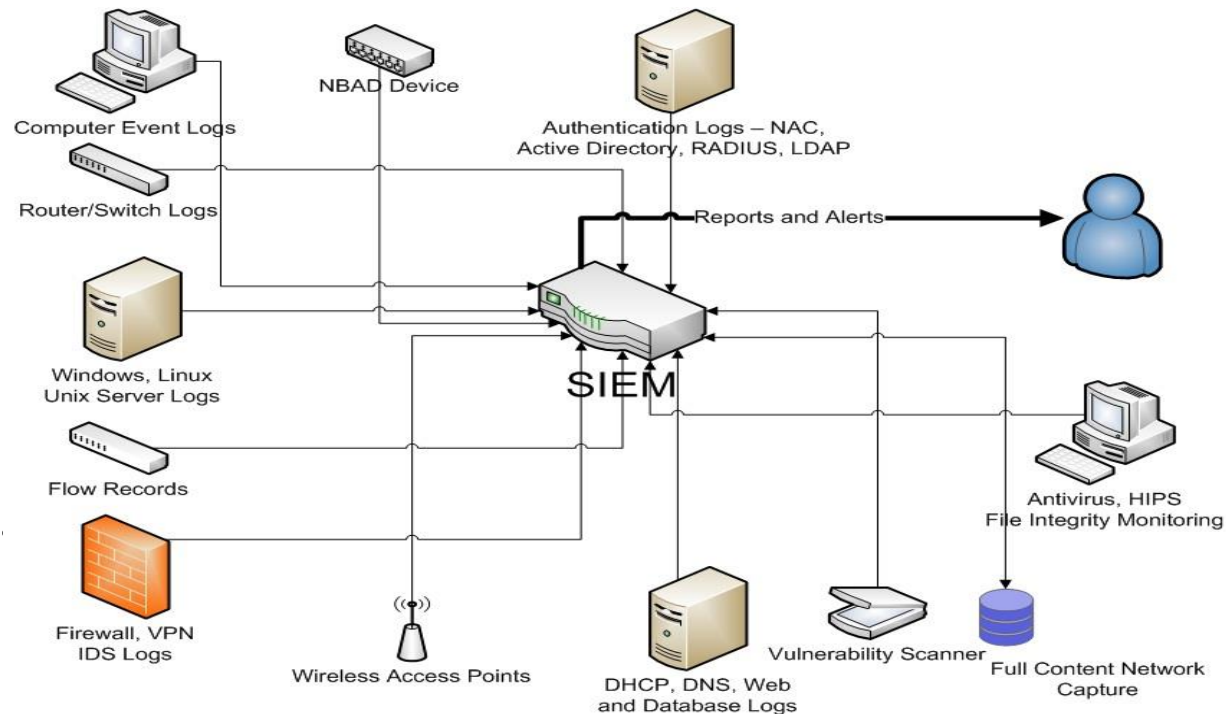 NBAD Device
Computer Event Logs
Authentication Logs – NAC,
Active Directory, RADIUS, LDAP
Router/Switch Logs
Reports and Alerts
Windows, Linux
Unix Server Logs
SIEM
Flow Records
Antivirus, HIPS
File Integrity Monitoring
Firewall, VPN
IDS Logs
Wireless Access Points
DHCP, DNS, Web
and Database Logs
Vulnerability Scanner
Full Content Network
Capture